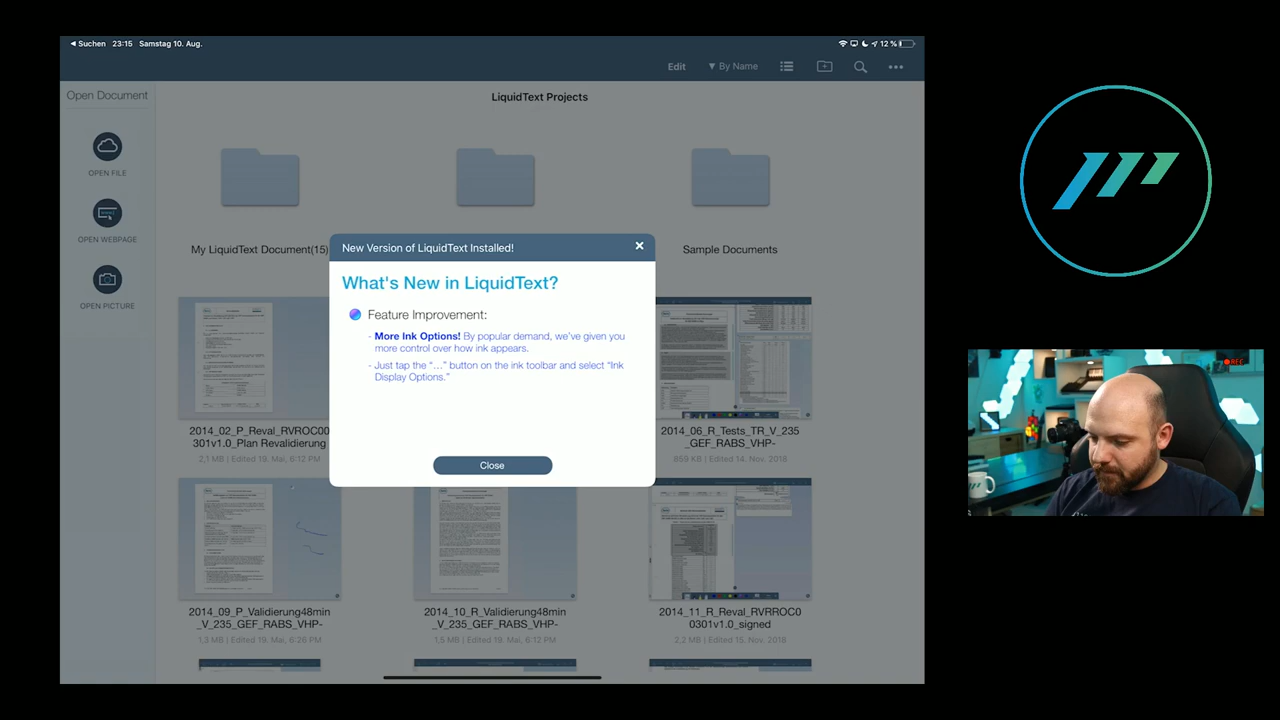 Suchen 23:15 Samstag 10. Aug.
12 %
Edit
By Name
Open Document
LiquidText Projects
OPEN FILE
OPEN WEBPAGE
OPEN PICTURE
My LiquidText Document(15)
Sample Documents
New Version of LiquidText Installed!
What's New in LiquidText?
Feature Improvement:
- More Ink Options! By popular demand, we've given you
more control over how ink appears.
- Just tap the “…” button on the ink toolbar and select “Ink
Display Options.”
Close
2014_02_P_Reval_RVROC00
301v1.0_Plan Revalidierung
2,1 MB | Edited 19. Mai, 6:12 PM
2014_06_R_Tests_TR_V_235
_GEF_RABS_VHP-
859 KB | Edited 14. Nov. 2018
2014_09_P_Validierung48min
_V_235_GEF_RABS_VHP-
1,3 MB | Edited 19. Mai, 6:26 PM
2014_10_R_Validierung48min
_V_235_GEF_RABS_VHP-
1,5 MB | Edited 19. Mai, 6:12 PM
2014_11_R_Reval_RVRROC0
0301v1.0_signed
2,2 MB | Edited 15. Nov. 2018
REC